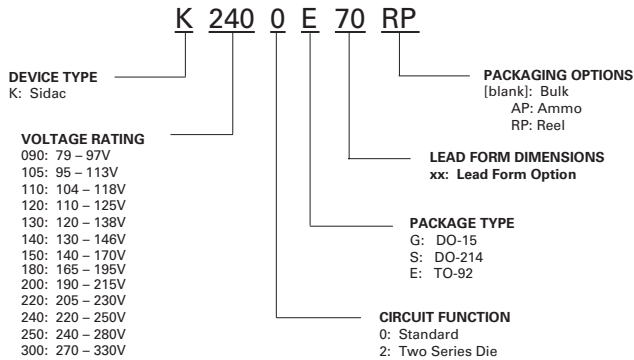 K 240 0 E 70 RP
DEVICE TYPE
K: Sidac
VOLTAGE RATING
090: 79 – 97V
105: 95 – 113V
110: 104 – 118V
120: 110 – 125V
130: 120 – 138V
140: 130 – 146V
150: 140 – 170V
180: 165 – 195V
200: 190 – 215V
220: 205 – 230V
240: 220 – 250V
250: 240 – 280V
300: 270 – 330V
PACKAGING OPTIONS
[blank]: Bulk
AP: Ammo
RP: Reel
LEAD FORM DIMENSIONS
xx: Lead Form Option
PACKAGE TYPE
G: DO-15
S: DO-214
E: TO-92
CIRCUIT FUNCTION
0: Standard
2: Two Series Die